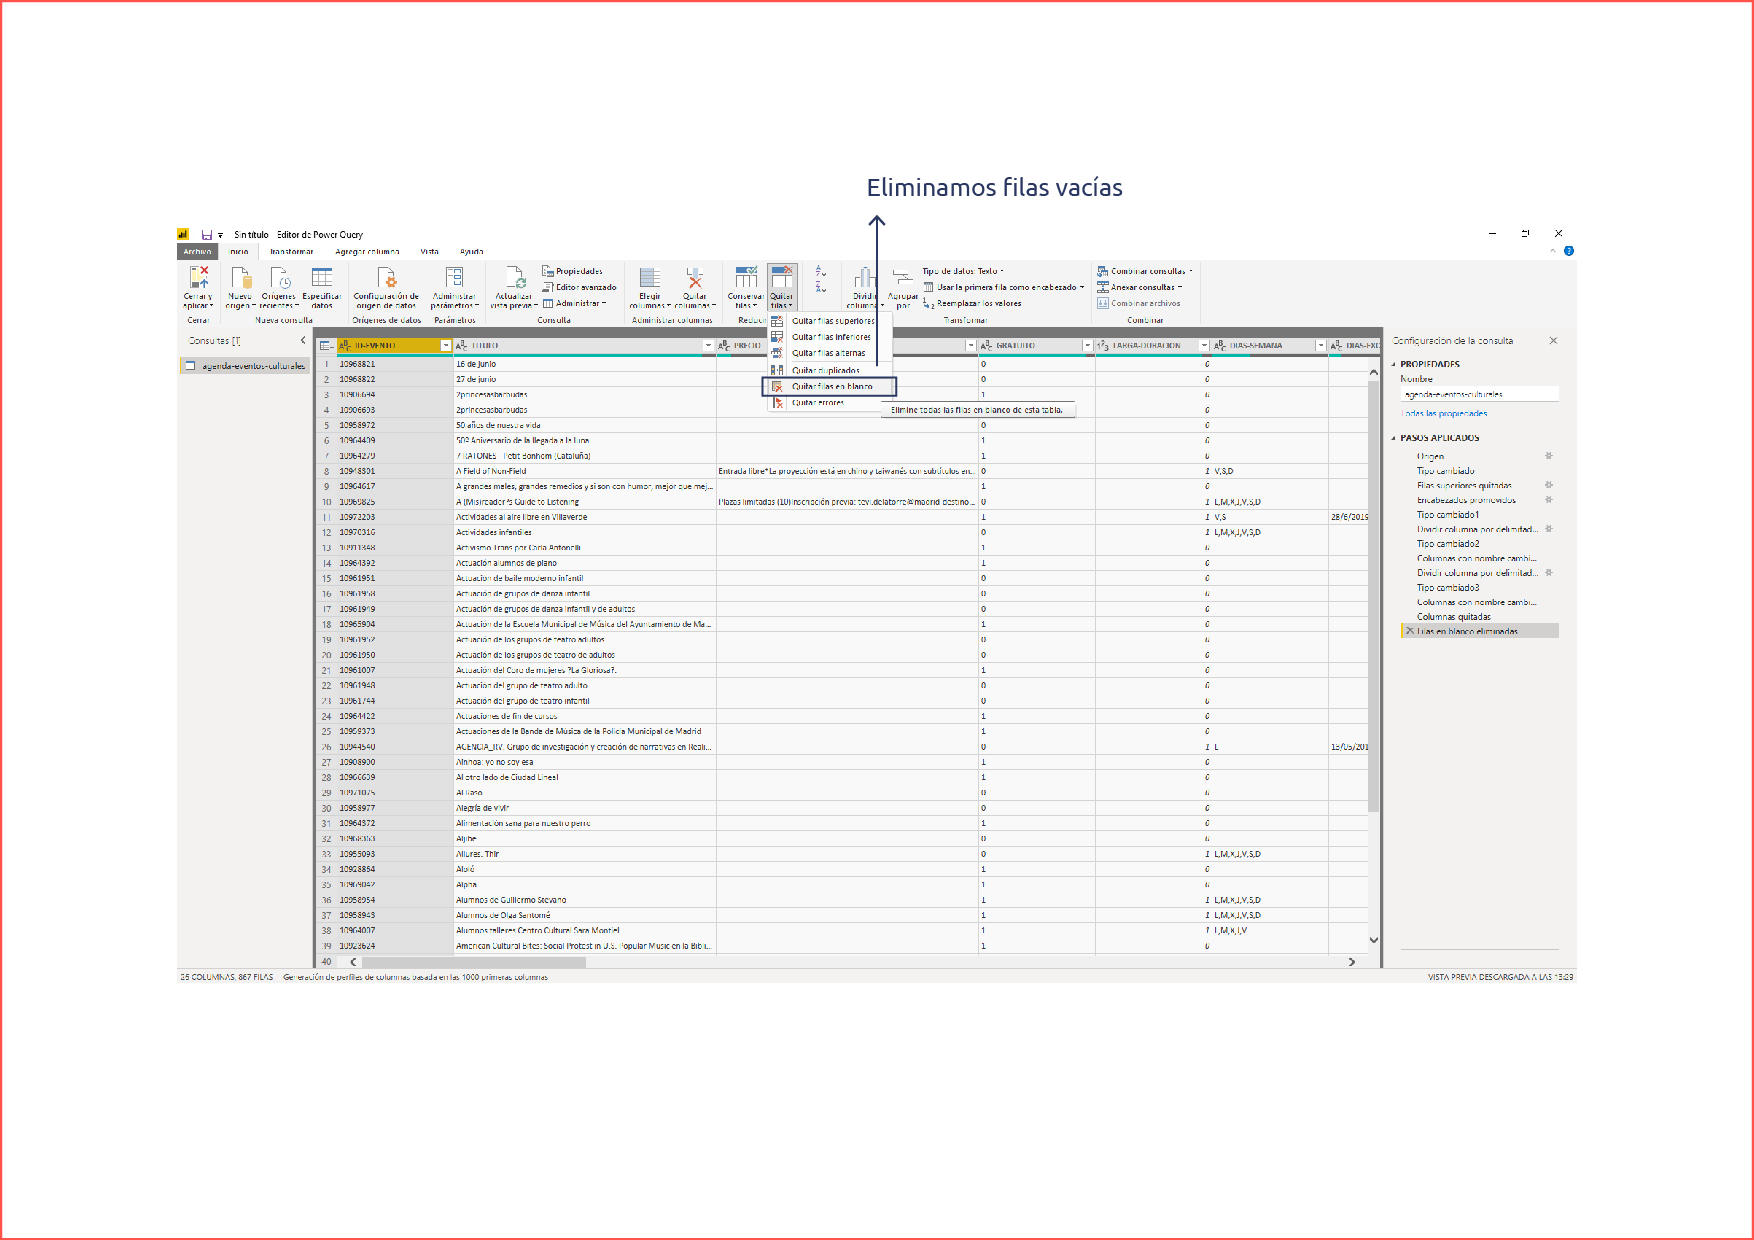 Eliminamos filas vacías
Sin título - Editor de Power Query
Archivo Inicio Transformar Agregar columna Vista Ayuda
Cerrar y aplicar Nuevo origen Orígenes recientes Especificar datos Configuración de orígenes de datos Administrar parámetros Actualizar vista previa Propiedades Editor avanzado Administrar
Elegir columnas Quitar columnas Conservar filas Quitar filas Dividir columna Agrupar por Tipo de datos: Texto Usar la primera fila como encabezado Reemplazar los valores
Combinar consultas Anexar consultas Combinar archivos
Cerrar Nueva consulta Orígenes de datos Parámetros Consulta Administrar columnas Reducir Transformar Combinar
Quitar filas superiores
Quitar filas inferiores
Quitar filas alternas
Quitar duplicados
Quitar filas en blanco
Quitar errores
Elimine todas las filas en blanco de esta tabla.
Consultas [1]
agenda-eventos-culturales
ID-EVENTO TITULO PRECIO GRATUITO LARGA-DURACION DIAS-SEMANA DIAS-EXC
1 10968821 16 de junio 0 0
2 10968822 27 de junio 0 0
3 10906694 2princesasbarbudas 1 0
4 10906693 2princesasbarbudas 0
5 10958972 50 años de nuestra vida 0 0
6 10964409 50º Aniversario de la llegada a la luna 1 0
7 10964279 7 RATONES - Petit Bonhom (Cataluña) 1 0
8 10948301 A Field of Non-Field Entrada libre*La proyección está en chino y taiwanés con subtítulos en... 0 1 V,S,D
9 10964617 A grandes males, grandes remedios y si son con humor, mejor que mej... 1 0
10 10969825 A (Mis)reader's Guide to Listening Plazas limitadas (10)Inscripción previa: tevi.delatorre@madrid-destino... 0 1 L,M,X,J,V,S,D
11 10972203 Actividades al aire libre en Villaverde 1 1 V,S 28/6/2019
12 10970316 Actividades infantiles 0 1 L,M,X,J,V,S,D
13 10911348 Activismo Trans por Carla Antonelli 1 0
14 10964392 Actuación alumnos de piano 1 0
15 10961951 Actuación de baile moderno infantil 0 0
16 10961958 Actuación de grupos de danza infantil 0 0
17 10961949 Actuación de grupos de danza infantil y de adultos 0 0
18 10965904 Actuación de la Escuela Municipal de Música del Ayuntamiento de Ma... 1 0
19 10961952 Actuación de los grupos de teatro adultos 0 0
20 10961950 Actuación de los grupos de teatro de adultos 0 0
21 10961007 Actuación del Coro de mujeres ?La Gloriosa?. 1 0
22 10961948 Actuación del grupo de teatro adulto 0 0
23 10961744 Actuación del grupo de teatro infantil 0 0
24 10964422 Actuaciones de fin de cursos 1 0
25 10959373 Actuaciones de la Banda de Música de la Policía Municipal de Madrid 1 0
26 10944540 AGENCIA_RV. Grupo de investigación y creación de narrativas en Reali... 0 1 L 13/05/201
27 10908900 Ainhoa: yo no soy esa 1 0
28 10966639 Al otro lado de Ciudad Lineal 1 0
29 10971075 Al Raso 0 0
30 10958977 Alegría de vivir 0 0
31 10964372 Alimentación sana para nuestro perro 1 0
32 10968363 Aljibe 0 0
33 10955093 Allures. Thir 0 1 L,M,X,J,V,S,D
34 10928864 Aloló 1 0
35 10969042 Alpha 1 0
36 10958954 Alumnos de Guillermo Stevano 1 1 L,M,X,J,V,S,D
37 10958943 Alumnos de Olga Santomé 1 1 L,M,X,J,V,S,D
38 10964007 Alumnos talleres Centro Cultural Sara Montiel 1 1 L,M,X,J,V
39 10923624 American Cultural Bites: Social Protest in U.S. Popular Music en la Bibli... 1 0
40
Configuración de la consulta
PROPIEDADES
Nombre
agenda-eventos-culturales
Todas las propiedades
PASOS APLICADOS
Origen
Tipo cambiado
Filas superiores quitadas
Encabezados promovidos
Tipo cambiado1
Dividir columna por delimitad...
Tipo cambiado2
Columnas con nombre cambi...
Dividir columna por delimitad...
Tipo cambiado3
Columnas con nombre cambi...
Columnas quitadas
Filas en blanco eliminadas
26 COLUMNAS, 867 FILAS Generación de perfiles de columnas basada en las 1000 primeras columnas
VISTA PREVIA DESCARGADA A LAS 13:29